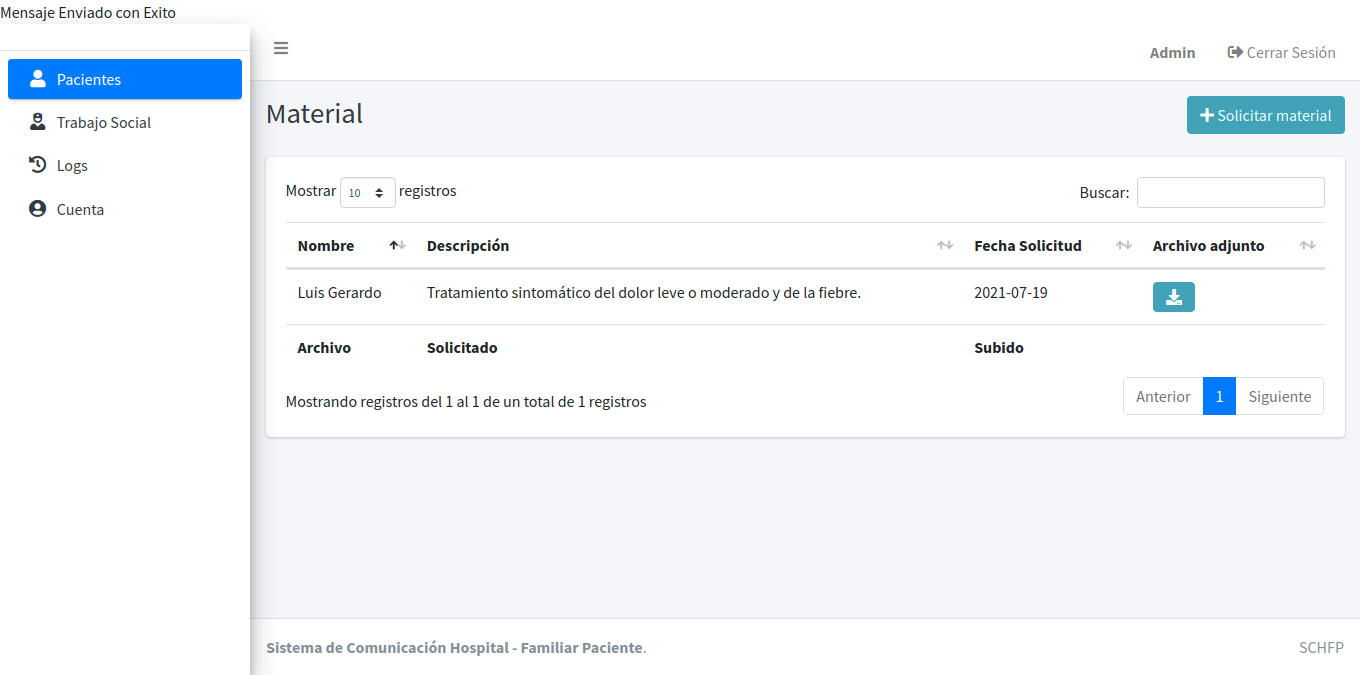 Mensaje Enviado con Exito
Admin Cerrar Sesión
Pacientes
Trabajo Social
Logs
Cuenta
Material
Solicitar material
Mostrar 10 registros
Buscar:
Nombre Descripción Fecha Solicitud Archivo adjunto
Luis Gerardo Tratamiento sintomático del dolor leve o moderado y de la fiebre. 2021-07-19
Archivo Solicitado Subido
Mostrando registros del 1 al 1 de un total de 1 registros
Anterior 1 Siguiente
Sistema de Comunicación Hospital - Familiar Paciente. SCHFP